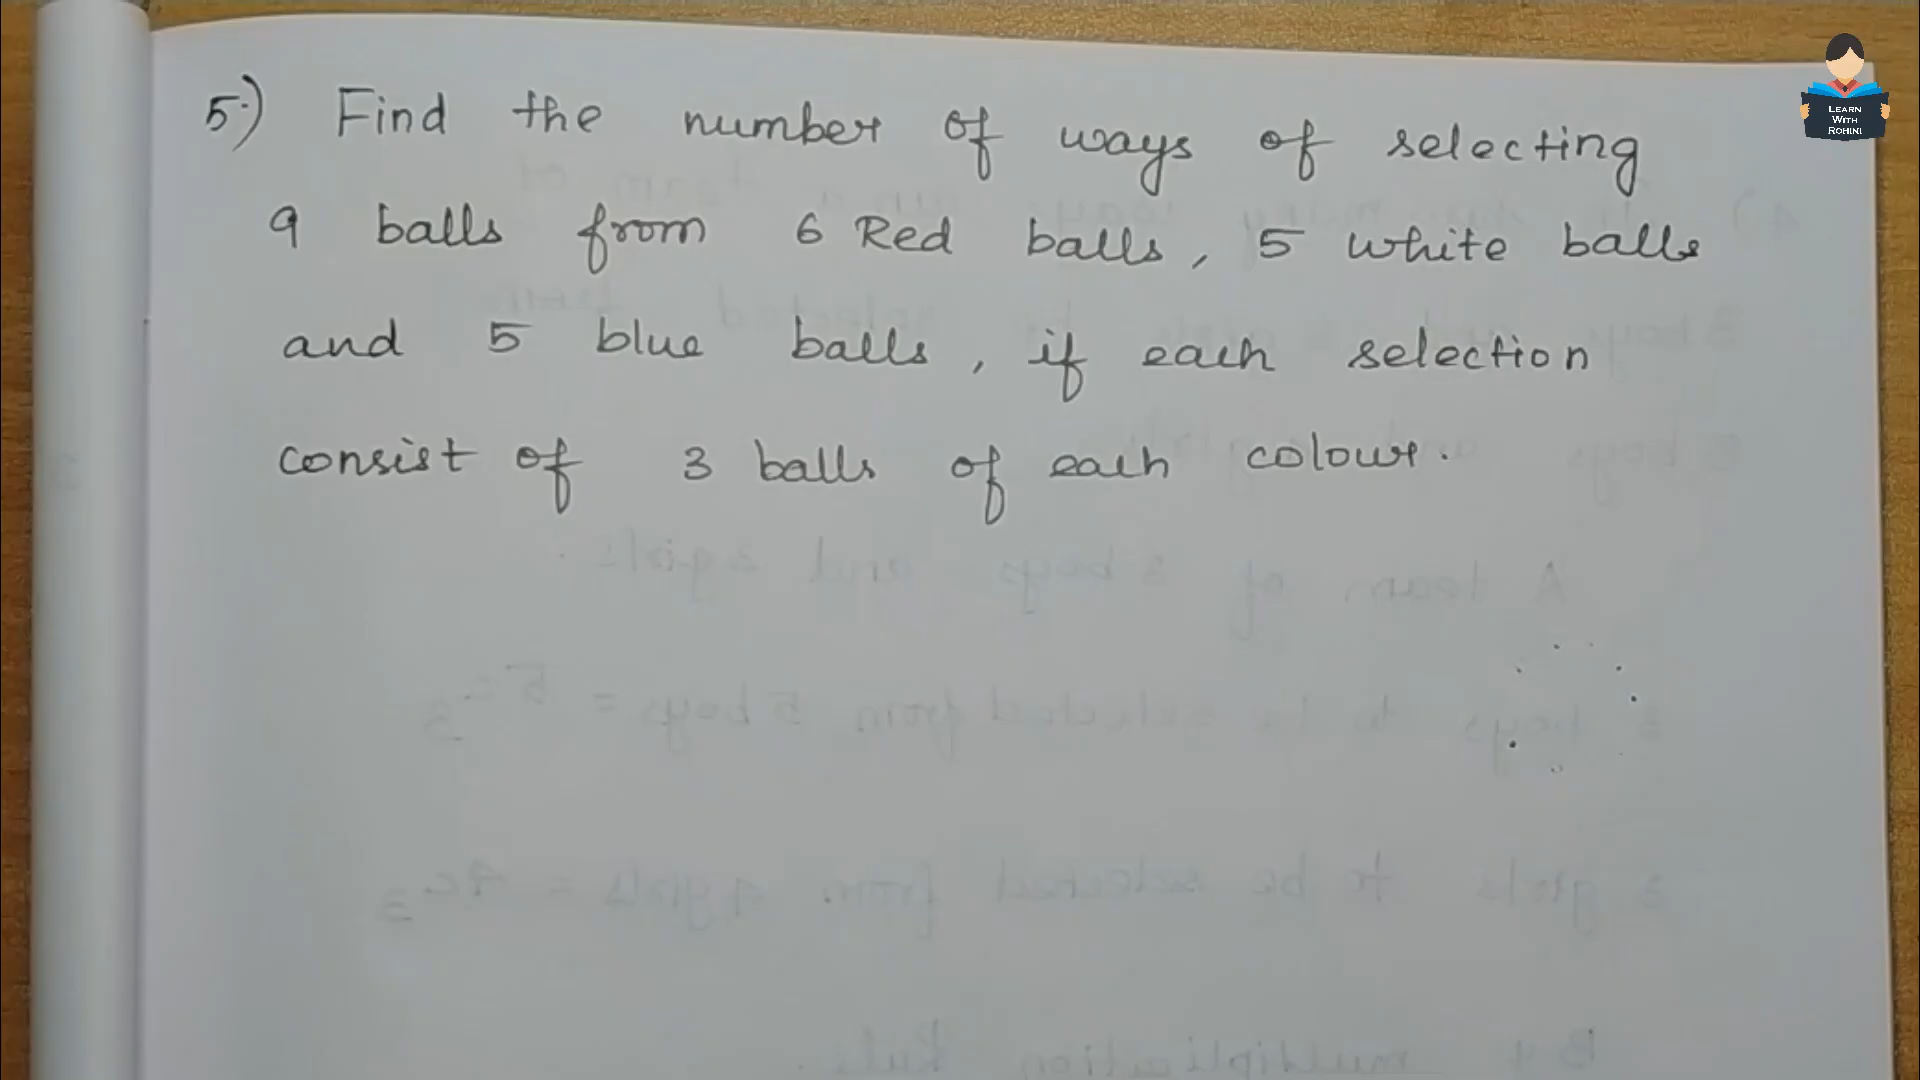 5.) Find the number of ways of selecting
9 balls from 6 Red balls, 5 white balls
and 5 blue balls, if each selection
consist of 3 balls of each colour.
LEARN
WITH
ROHINI